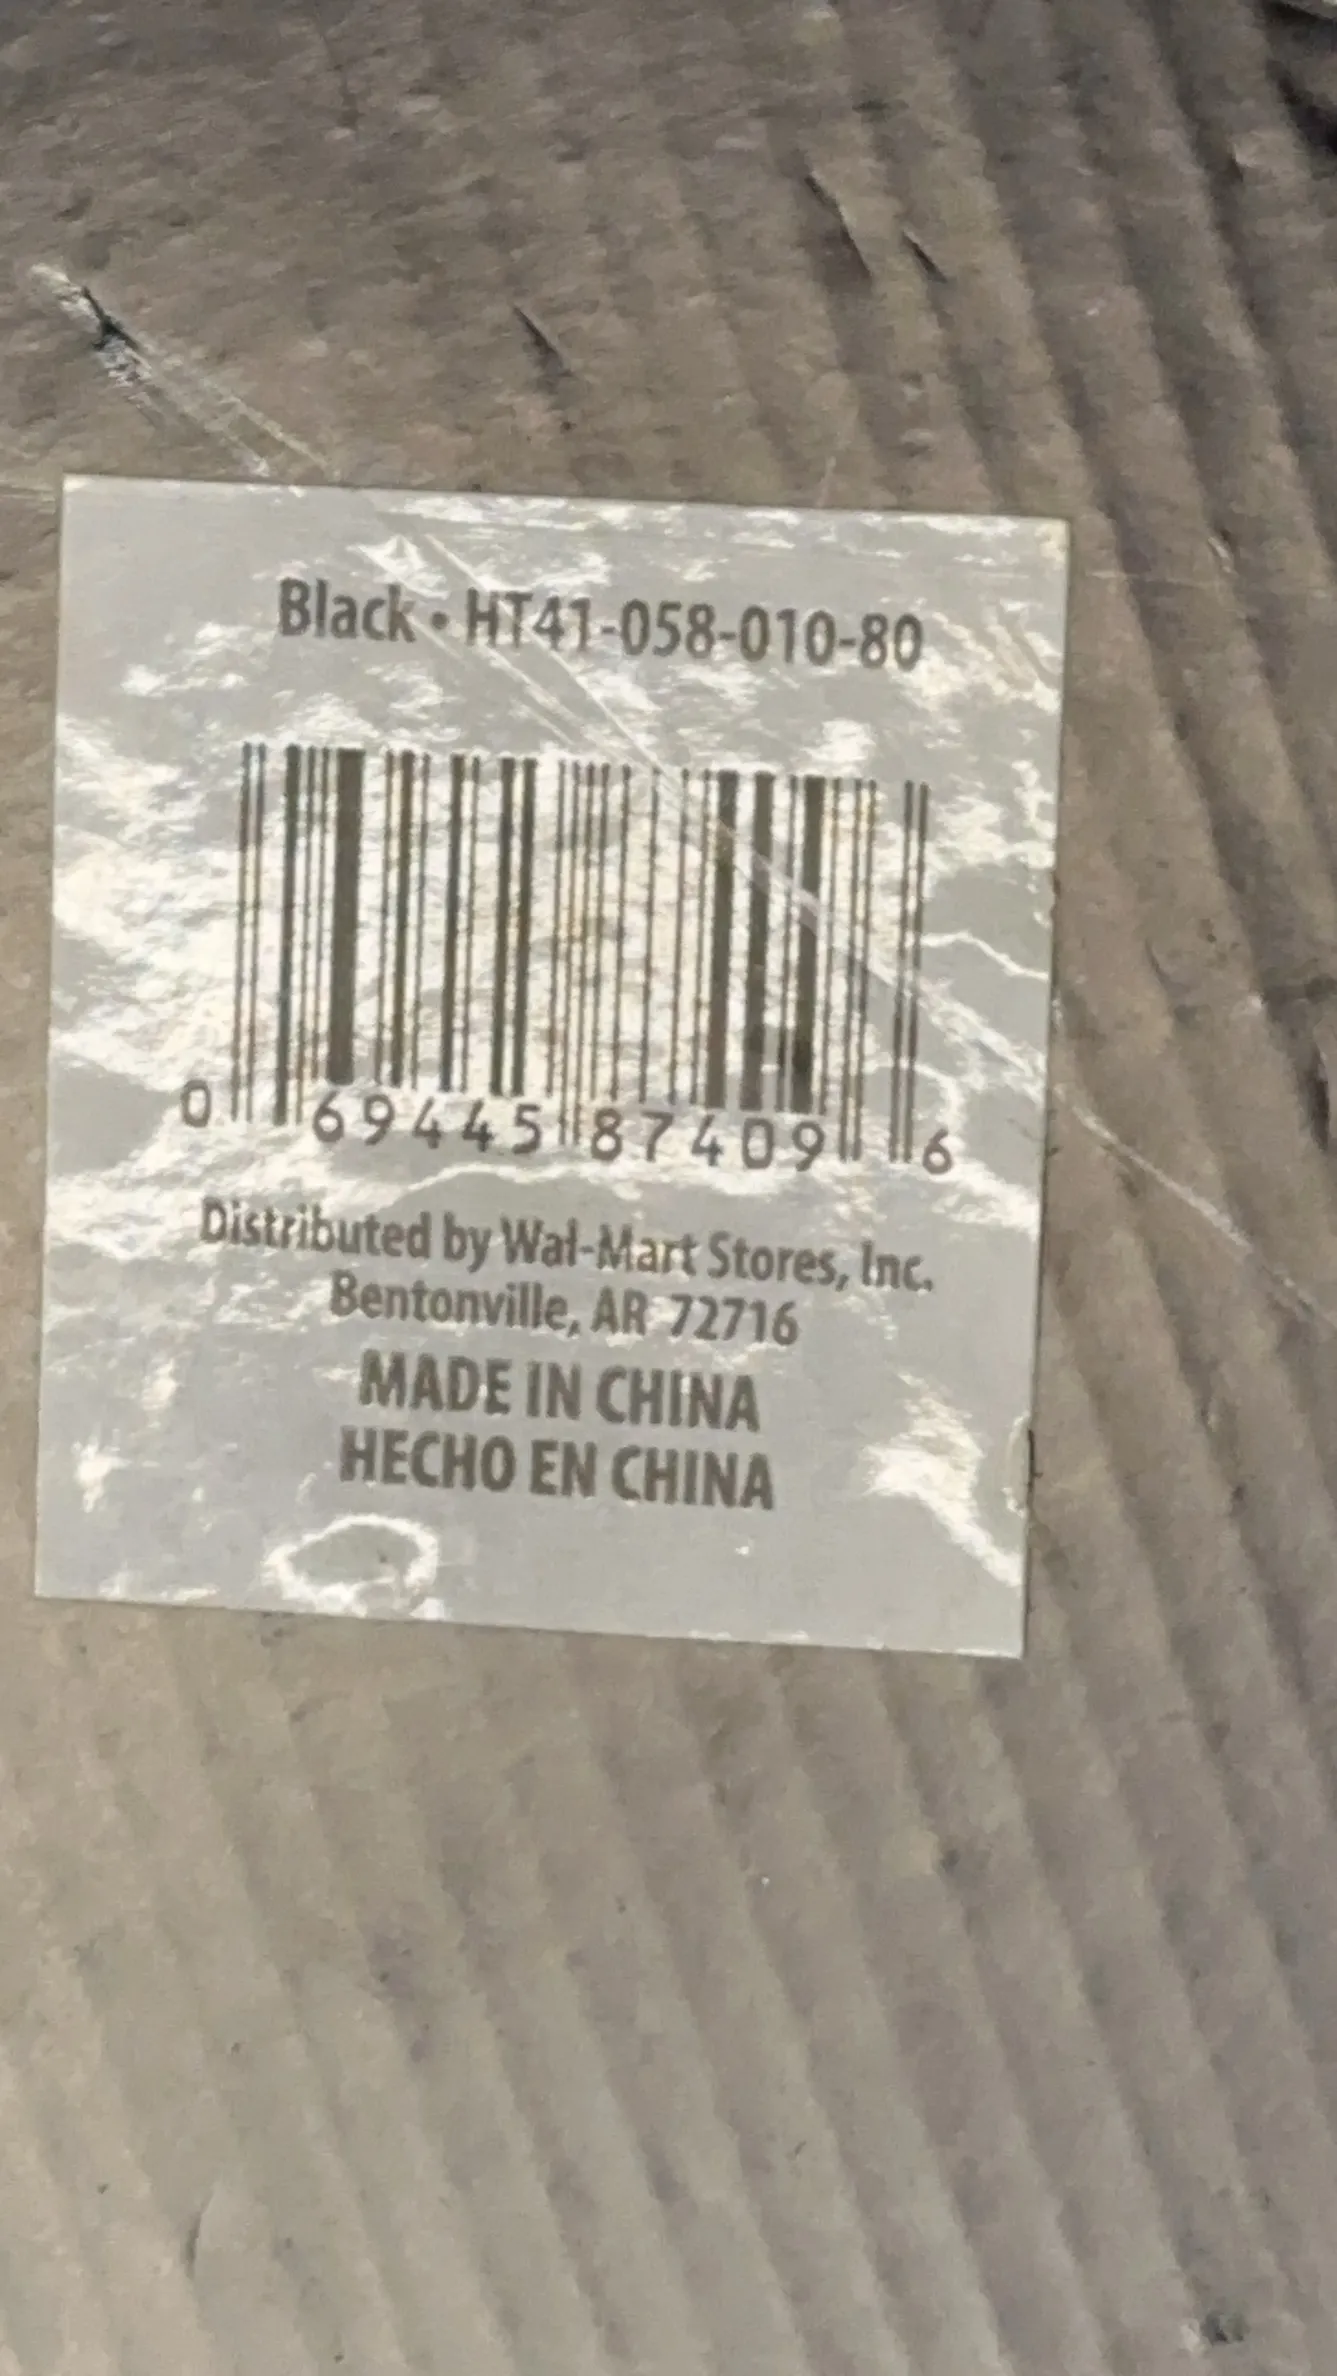 Black • HT41-058-010-80
0 69445 87409 6
Distributed by Wal-Mart Stores, Inc.
Bentonville, AR 72716
MADE IN CHINA
HECHO EN CHINA